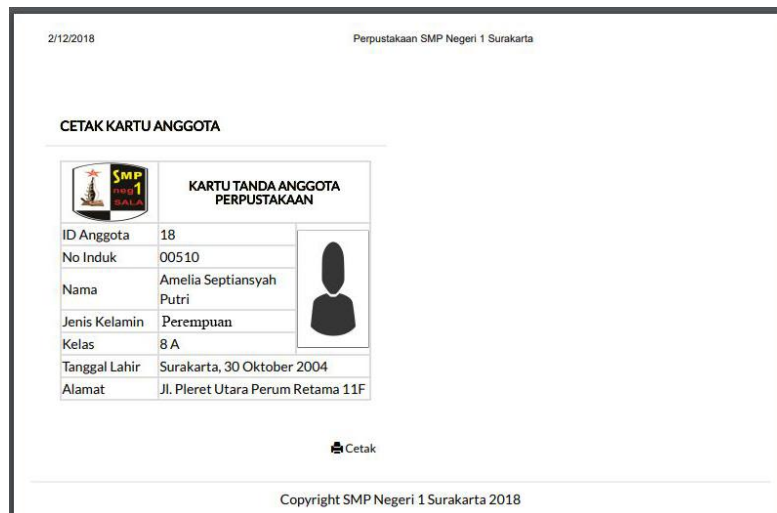 2/12/2018 Perpustakaan SMP Negeri 1 Surakarta
CETAK KARTU ANGGOTA
SMP
neg 1
SALA
KARTU TANDA ANGGOTA
PERPUSTAKAAN
ID Anggota 18
No Induk 00510
Nama Amelia Septiansyah
Putri
Jenis Kelamin Perempuan
Kelas 8 A
Tanggal Lahir Surakarta, 30 Oktober 2004
Alamat Jl. Pleret Utara Perum Retama 11F
Cetak
Copyright SMP Negeri 1 Surakarta 2018